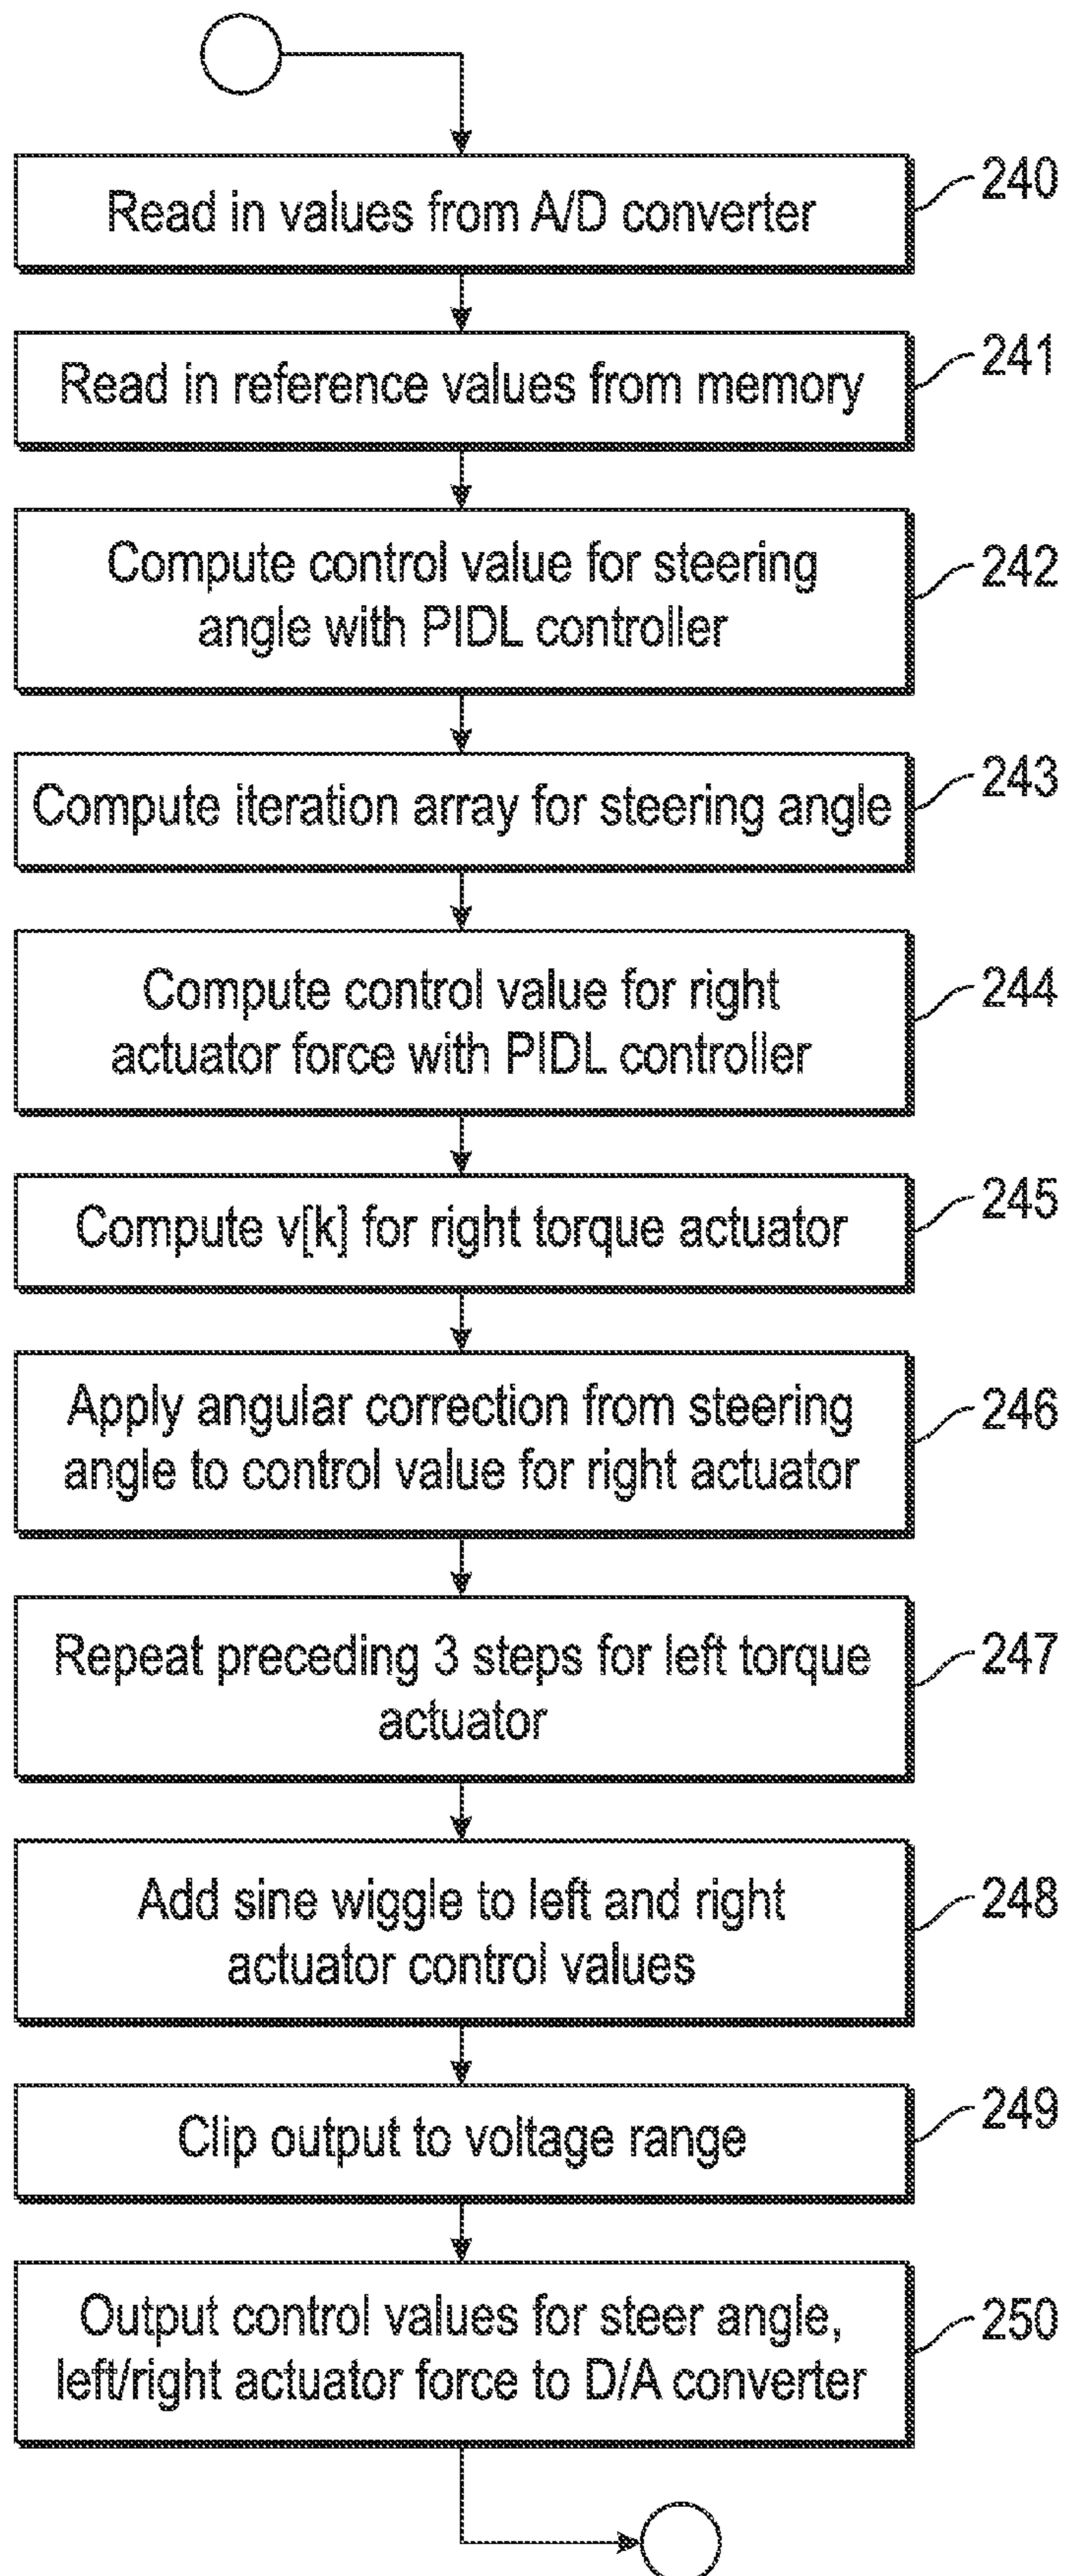 Read in values from A/D converter
240
Read in reference values from memory
241
Compute control value for steering
angle with PIDL controller
242
Compute iteration array for steering angle
243
Compute control value for right
actuator force with PIDL controller
244
Compute v[k] for right torque actuator
245
Apply angular correction from steering
angle to control value for right actuator
246
Repeat preceding 3 steps for left torque
actuator
247
Add sine wiggle to left and right
actuator control values
248
Clip output to voltage range
249
Output control values for steer angle,
left/right actuator force to D/A converter
250